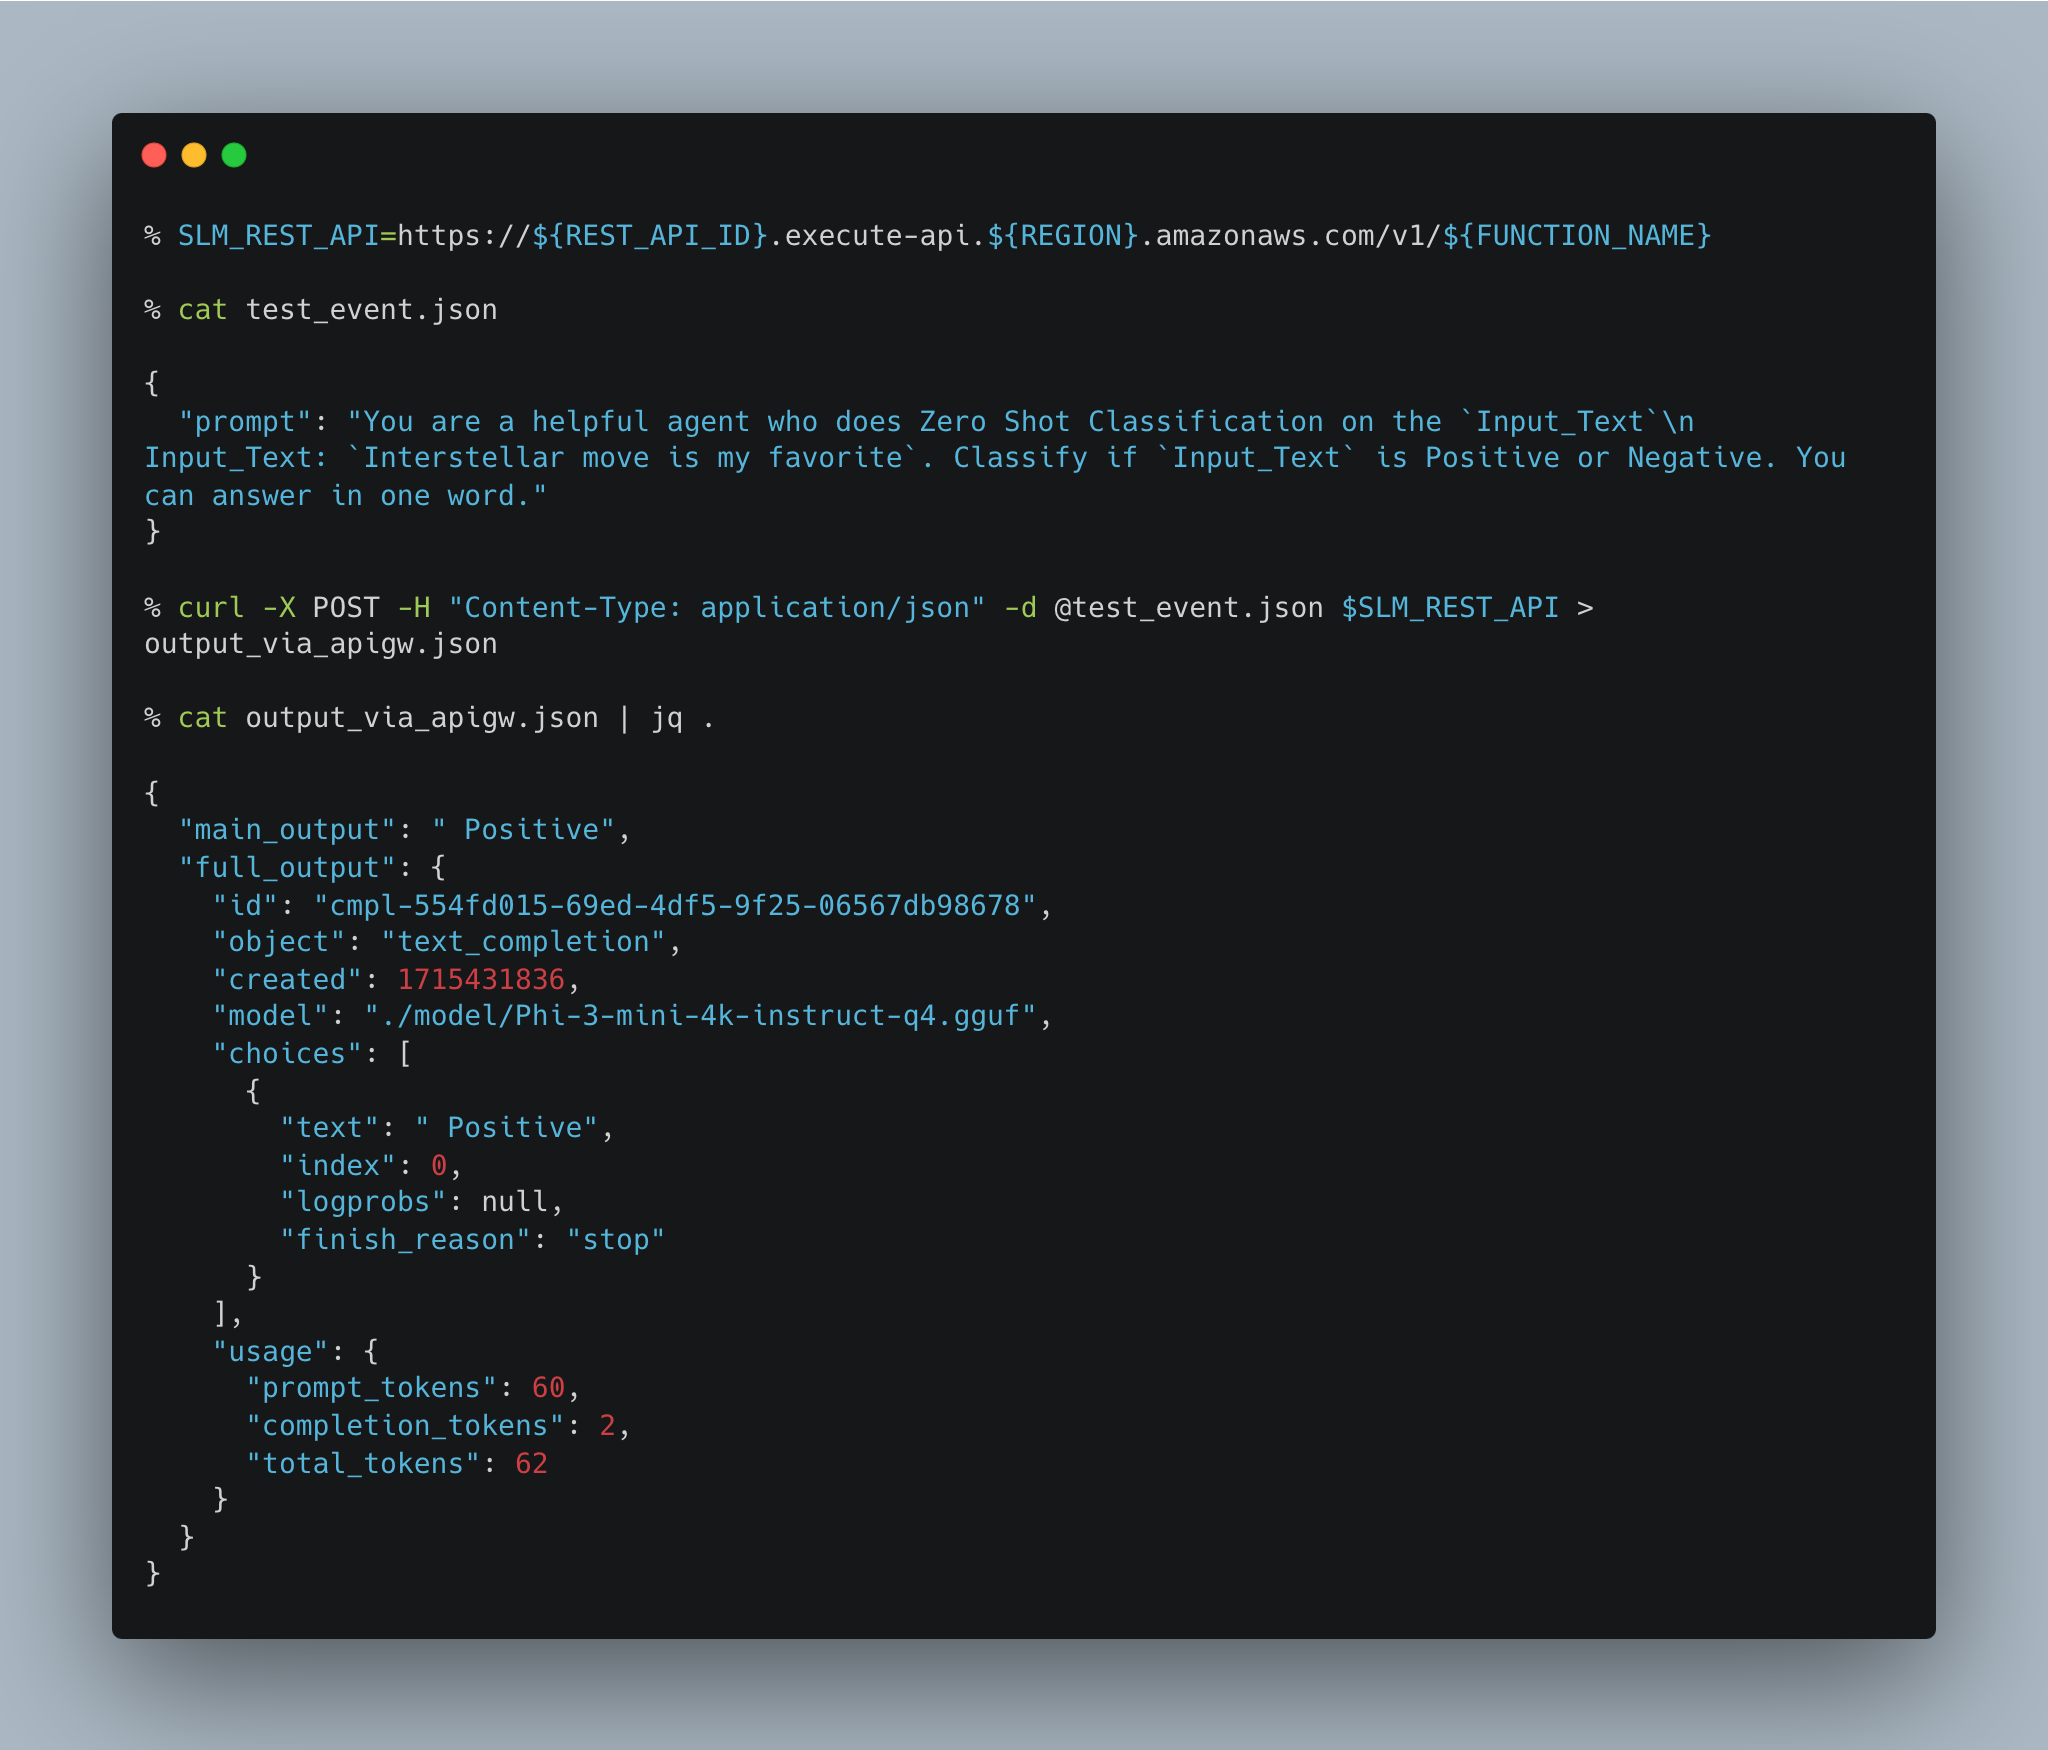 % SLM_REST_API=https://${REST_API_ID}.execute-api.${REGION}.amazonaws.com/v1/${FUNCTION_NAME}
% cat test_event.json
{
  "prompt": "You are a helpful agent who does Zero Shot Classification on the `Input_Text`\n
Input_Text: `Interstellar move is my favorite`. Classify if `Input_Text` is Positive or Negative. You
can answer in one word."
}
% curl -X POST -H "Content-Type: application/json" -d @test_event.json $SLM_REST_API >
output_via_apigw.json
% cat output_via_apigw.json | jq .
{
  "main_output": " Positive",
  "full_output": {
    "id": "cmpl-554fd015-69ed-4df5-9f25-06567db98678",
    "object": "text_completion",
    "created": 1715431836,
    "model": "./model/Phi-3-mini-4k-instruct-q4.gguf",
    "choices": [
      {
        "text": " Positive",
        "index": 0,
        "logprobs": null,
        "finish_reason": "stop"
      }
    ],
    "usage": {
      "prompt_tokens": 60,
      "completion_tokens": 2,
      "total_tokens": 62
    }
  }
}